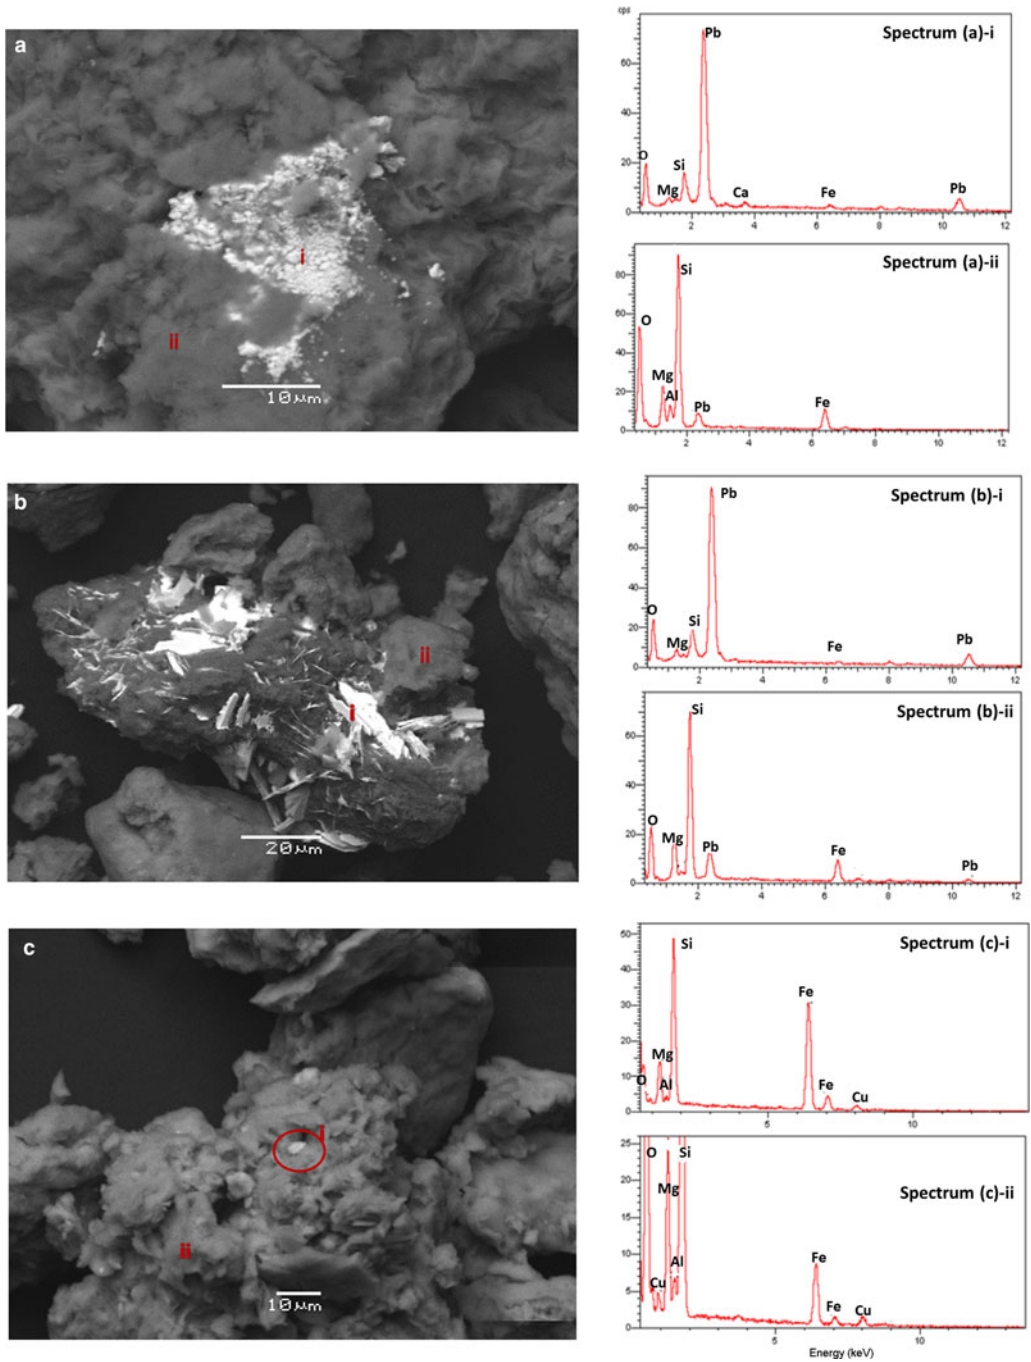 a
i
ii
10 μm
cps
Spectrum (a)-i
60
40
20
0
O
Mg
Si
Pb
Ca
Fe
Pb
2
4
6
8
10
12
Spectrum (a)-ii
80
60
40
20
0
O
Mg
Al
Si
Pb
Fe
2
4
6
8
10
12
b
i
ii
20 μm
Spectrum (b)-i
80
60
40
20
0
O
Mg
Si
Pb
Fe
Pb
2
4
6
8
10
12
Spectrum (b)-ii
60
40
20
0
O
Mg
Si
Pb
Fe
Pb
2
4
6
8
10
12
c
i
ii
10 μm
Spectrum (c)-i
50
40
30
20
10
0
O
Mg
Al
Si
Fe
Fe
Cu
5
10
Spectrum (c)-ii
25
20
15
10
5
0
O
Cu
Mg
Al
Si
Fe
Fe
Cu
5
10
Energy (keV)